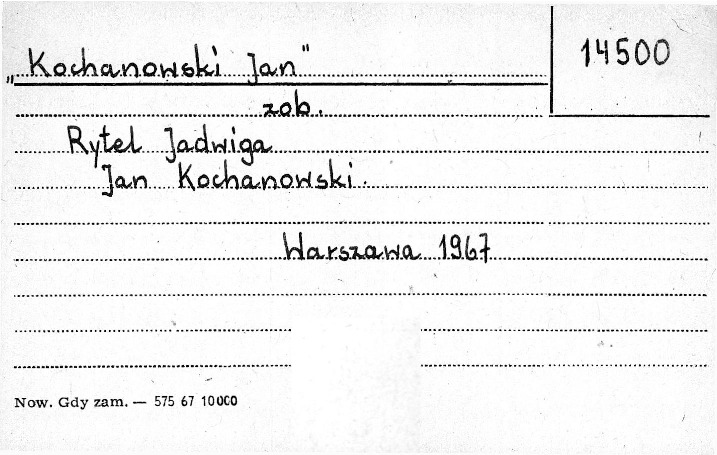 „Kochanowski Jan"
14500
zob.
Rytel Jadwiga
Jan Kochanowski.
Warszawa 1967
Now. Gdy zam. — 575 67 10000